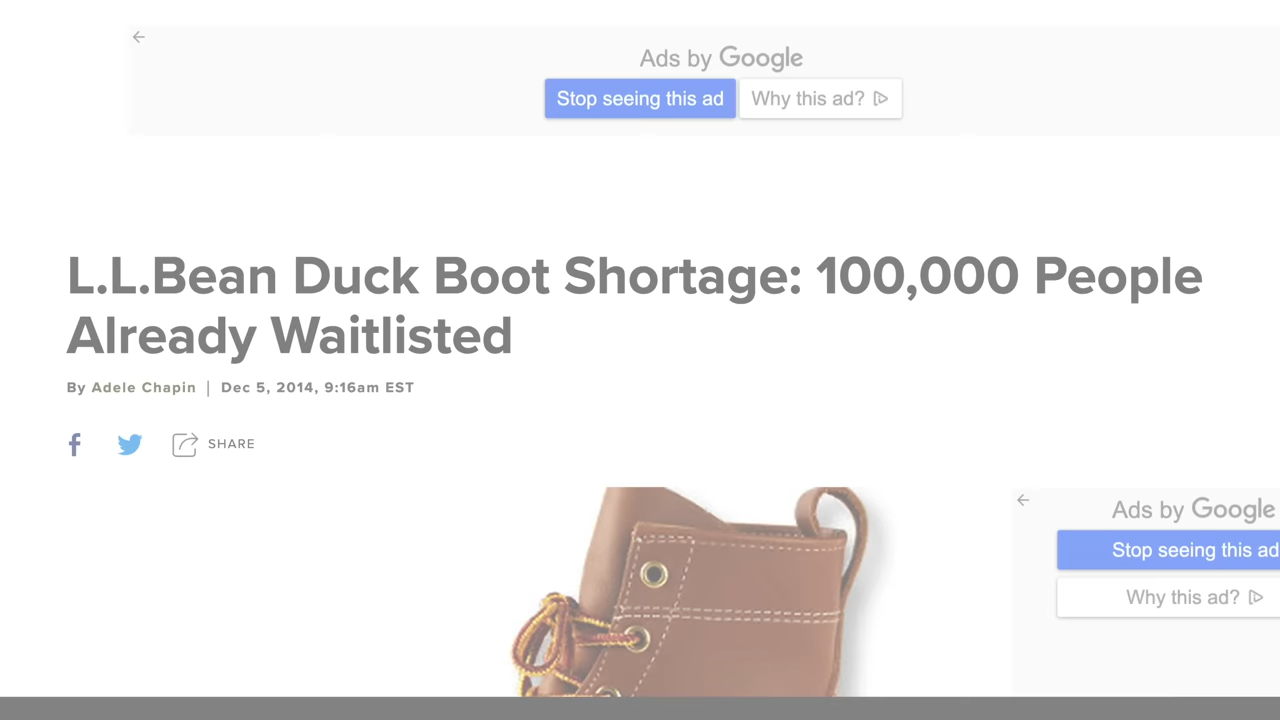 Ads by Google
Stop seeing this ad
Why this ad?
L.L.Bean Duck Boot Shortage: 100,000 People
Already Waitlisted
By Adele Chapin | Dec 5, 2014, 9:16am EST
SHARE
Ads by Google
Stop seeing this ad
Why this ad?